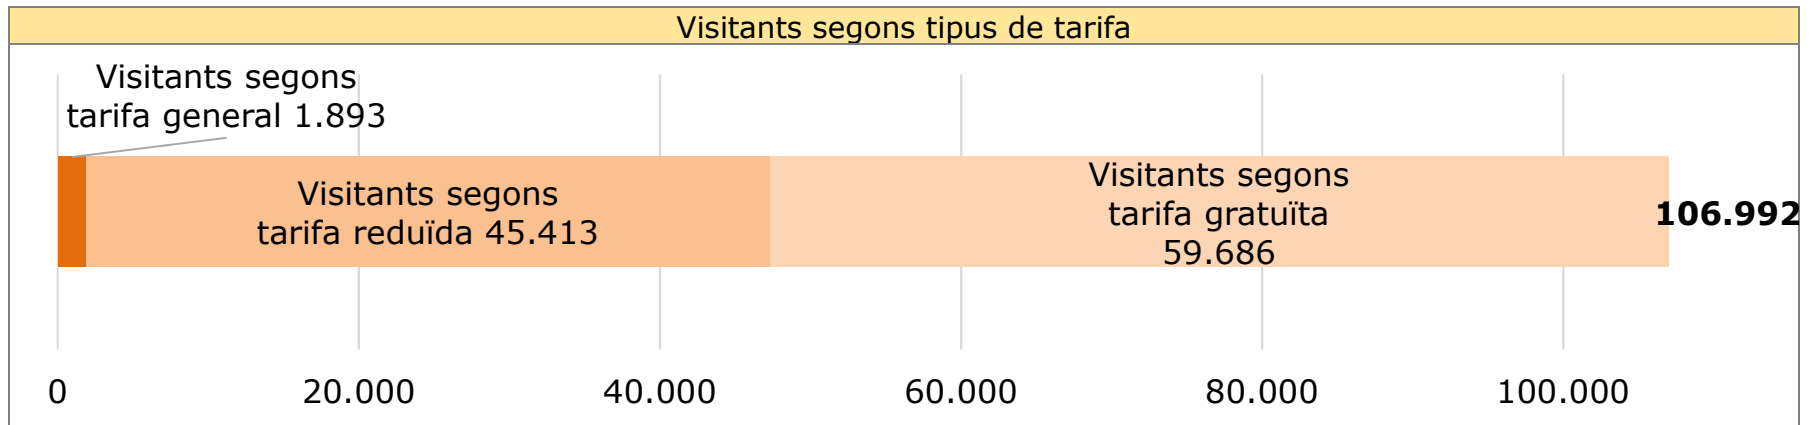 Visitants segons tipus de tarifa
Visitants segons
tarifa general 1.893
Visitants segons
tarifa reduïda 45.413
Visitants segons
tarifa gratuïta
59.686
106.992
0
20.000
40.000
60.000
80.000
100.000